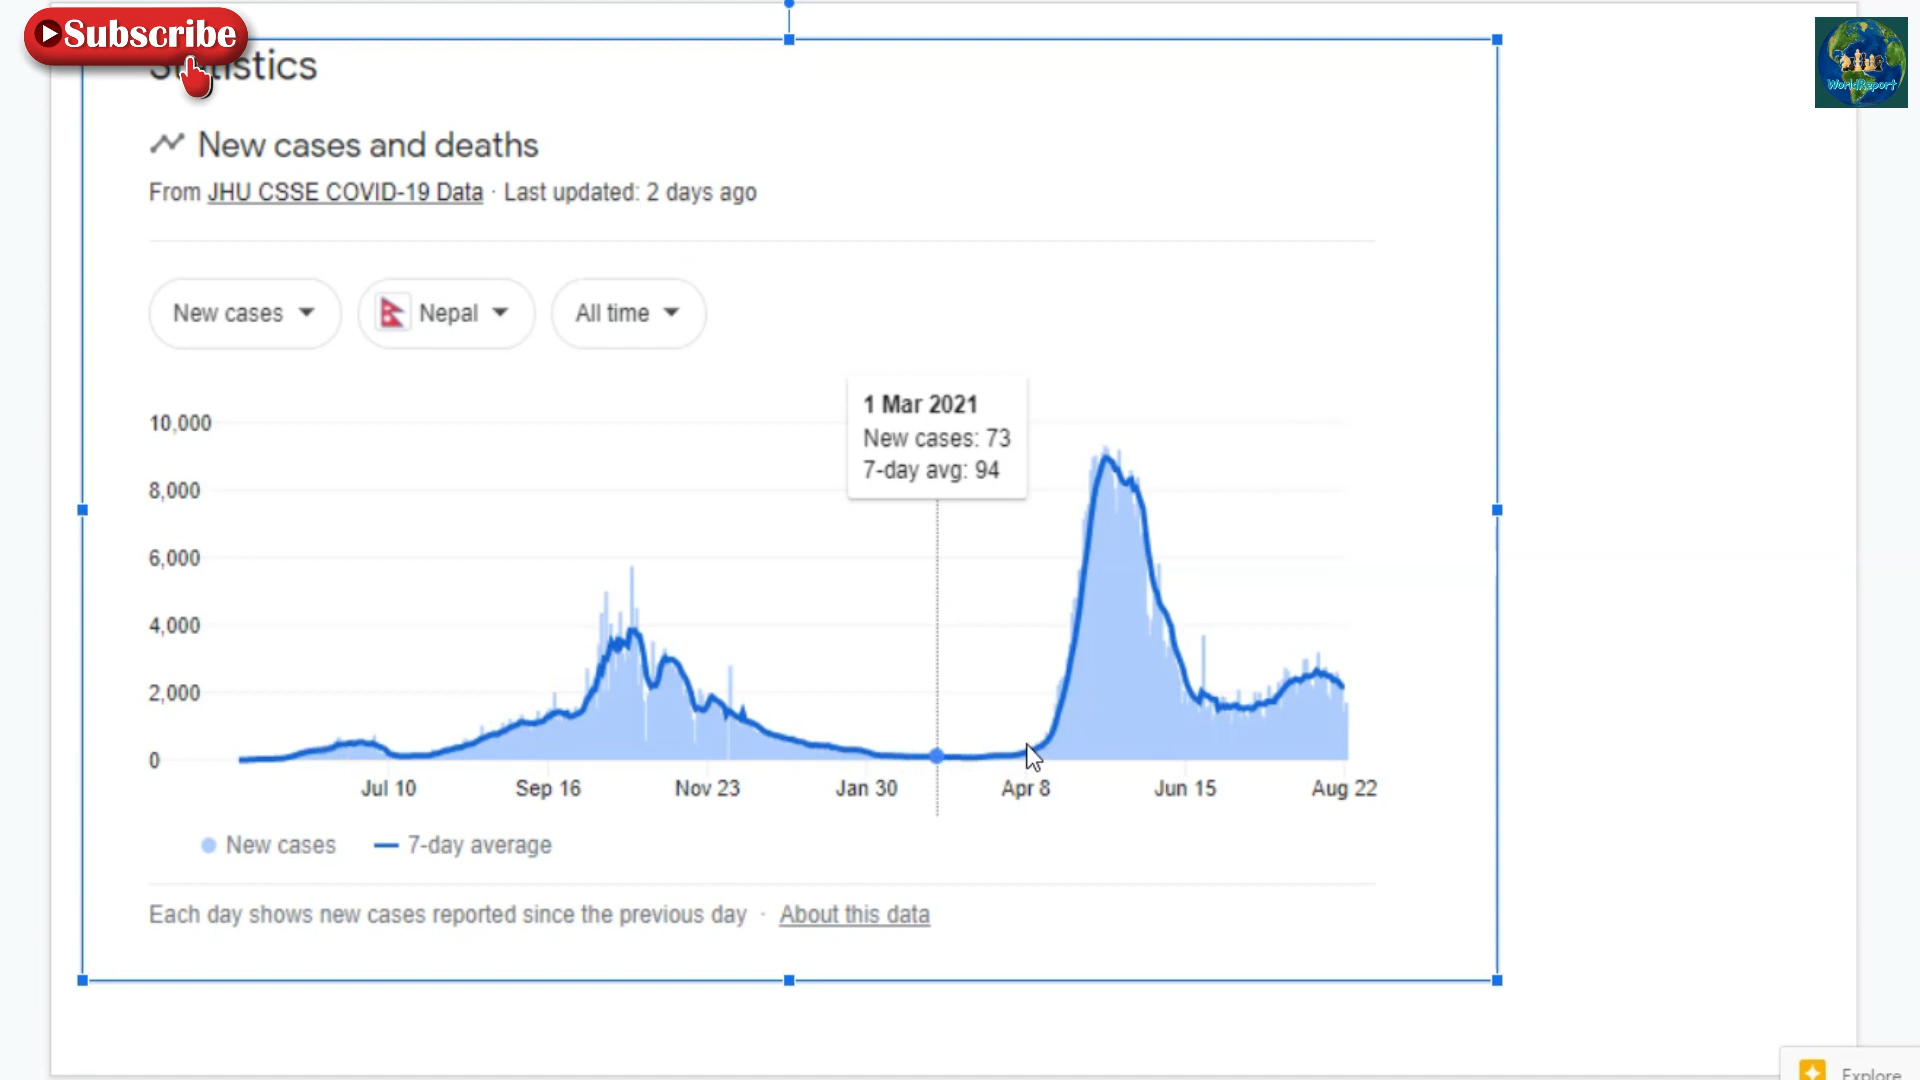 Subscribe
Statistics
WorldReport
New cases and deaths
From JHU CSSE COVID-19 Data · Last updated: 2 days ago
New cases
Nepal
All time
1 Mar 2021
New cases: 73
7-day avg: 94
10,000
8,000
6,000
4,000
2,000
0
Jul 10
Sep 16
Nov 23
Jan 30
Apr 8
Jun 15
Aug 22
New cases
7-day average
Each day shows new cases reported since the previous day · About this data
Explore